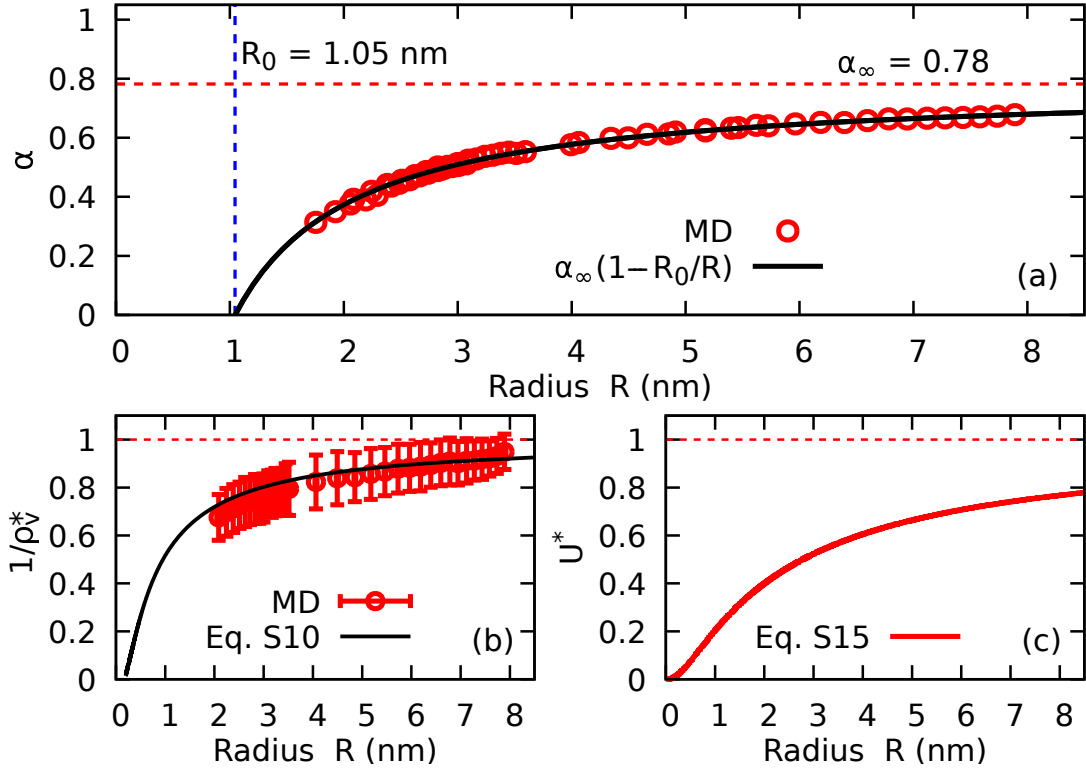 1
0.8
0.6
0.4
0.2
0
α
R₀ = 1.05 nm
α∞ = 0.78
MD
α∞(1−R₀/R)
(a)
0 1 2 3 4 5 6 7 8
Radius R (nm)
1
0.8
0.6
0.4
0.2
0
1/ρᵥ*
MD
Eq. S10
(b)
0 1 2 3 4 5 6 7 8
Radius R (nm)
1
0.8
0.6
0.4
0.2
0
U*
Eq. S15
(c)
0 1 2 3 4 5 6 7 8
Radius R (nm)